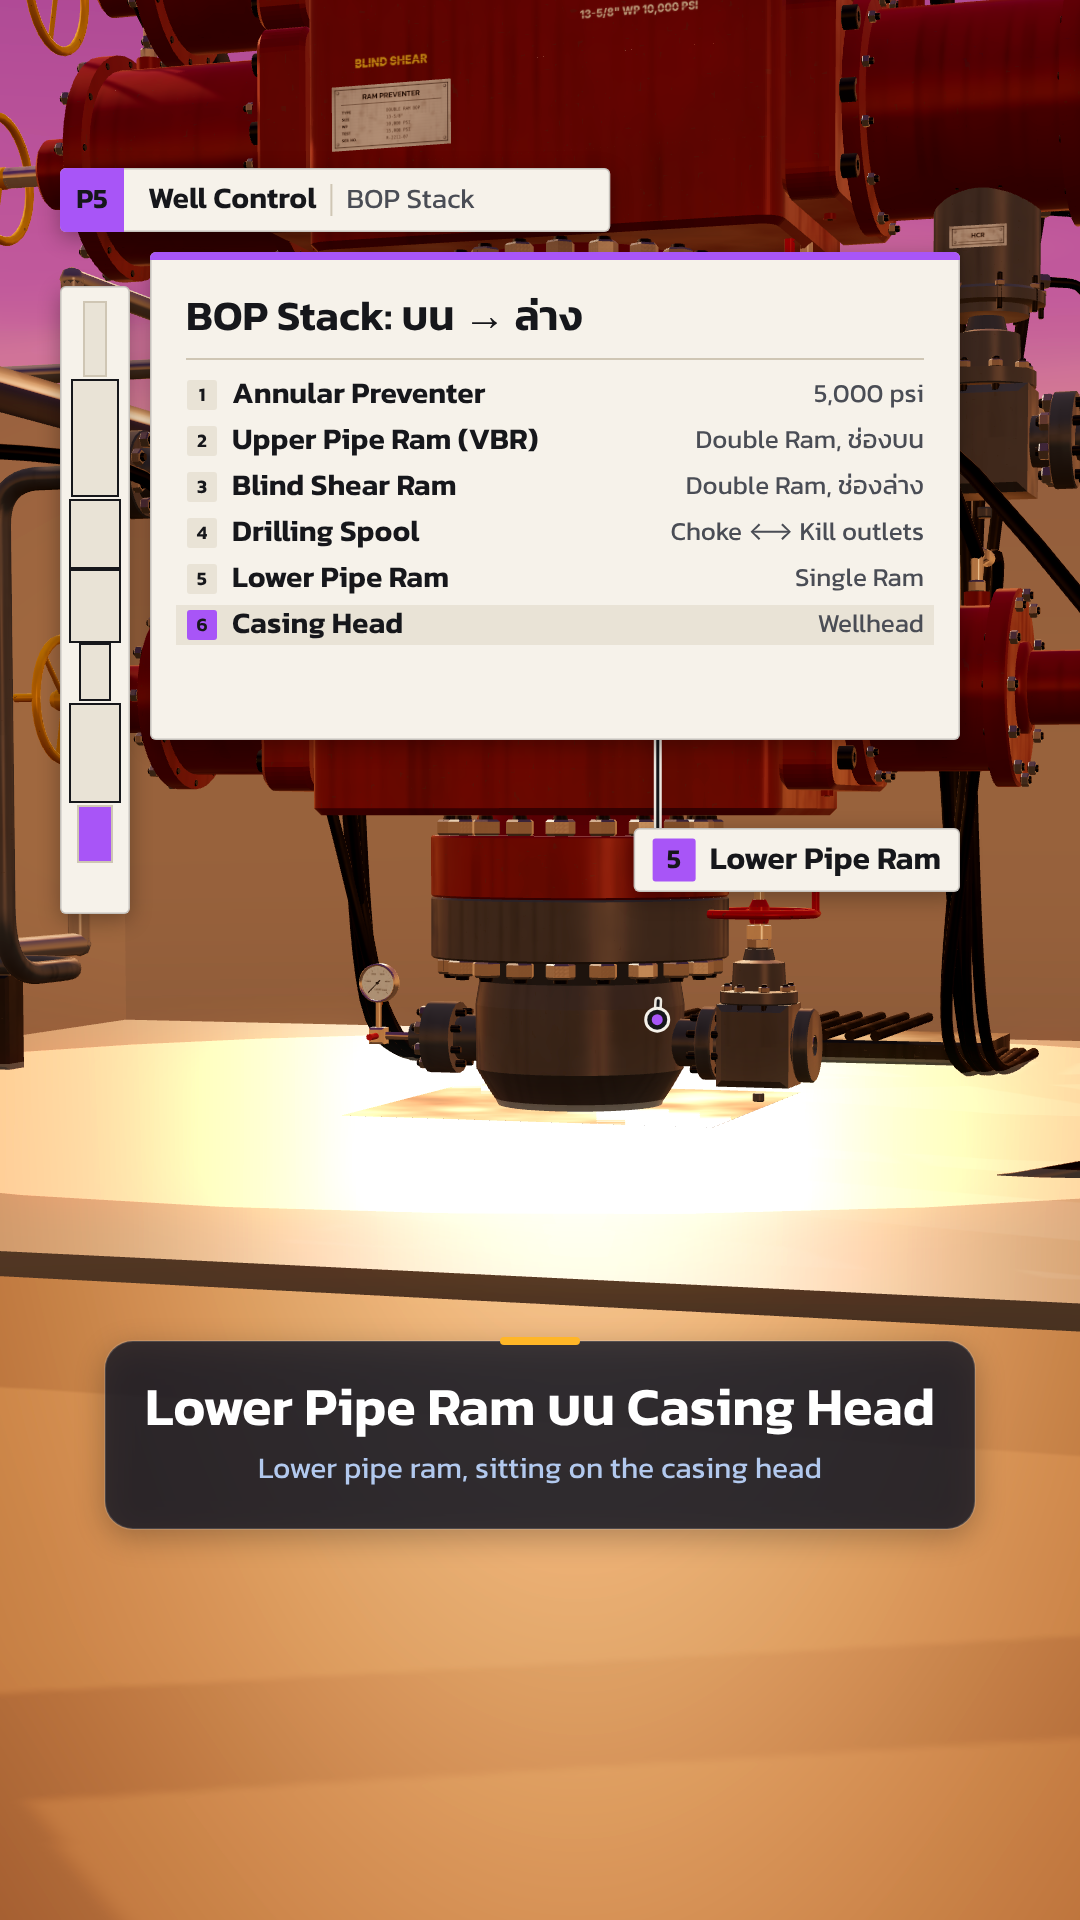 13-5/8" WP 10,000 PSI
BLIND SHEAR
RAM PREVENTER
P5 Well Control BOP Stack
HCR
BOP Stack: บน → ล่าง
1 Annular Preventer 5,000 psi
2 Upper Pipe Ram (VBR) Double Ram, ช่องบน
3 Blind Shear Ram Double Ram, ช่องล่าง
4 Drilling Spool Choke ⟷ Kill outlets
5 Lower Pipe Ram Single Ram
6 Casing Head Wellhead
5 Lower Pipe Ram
Lower Pipe Ram บน Casing Head
Lower pipe ram, sitting on the casing head